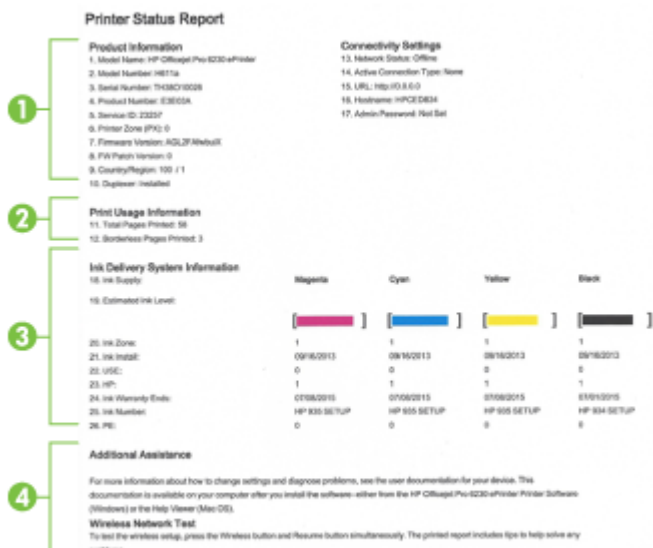 Printer Status Report
1
Product Information
1. Model Name: HP Officejet Pro 6230 ePrinter
2. Model Number: H611a
3. Serial Number: TH38O10026
4. Product Number: E3E03A
5. Service ID: 23237
6. Printer Zone (PX): 0
7. Firmware Version:
8. FW Patch Version: 0
9. Country/Region: 100 / 1
10. Duplexer: Installed
Connectivity Settings
13. Network Status: Offline
14. Active Connection Type: None
15. URL: http://0.0.0.0
16. Hostname: HPCEDB34
17. Admin Password: Not Set
2
Print Usage Information
11. Total Pages Printed: 56
12. Borderless Pages Printed: 3
3
Ink Delivery System Information
18. Ink Supply: Magenta Cyan Yellow Black
19. Estimated Ink Level:
[ ] [ ] [ ] [ ]
20. Ink Zone: 1 1 1 1
21. Ink Install: 09/16/2013 09/16/2013 09/16/2013 09/16/2013
22. USE: 0 0 0 0
23. HP: 1 1 1 1
24. Ink Warranty Ends: 07/08/2015 07/08/2015 07/08/2015 07/01/2015
25. Ink Number: HP 935 SETUP HP 935 SETUP HP 935 SETUP HP 934 SETUP
26. PE: 0 0 0 0
4
Additional Assistance
For more information about how to change settings and diagnose problems, see the user documentation for your device. This
documentation is available on your computer after you install the software- either from the HP Officejet Pro 6230 ePrinter Printer Software
(Windows) or the Help Viewer (Mac OS).
Wireless Network Test
To test the wireless setup, press the Wireless button and Resume button simultaneously. The printed report includes tips to help solve any